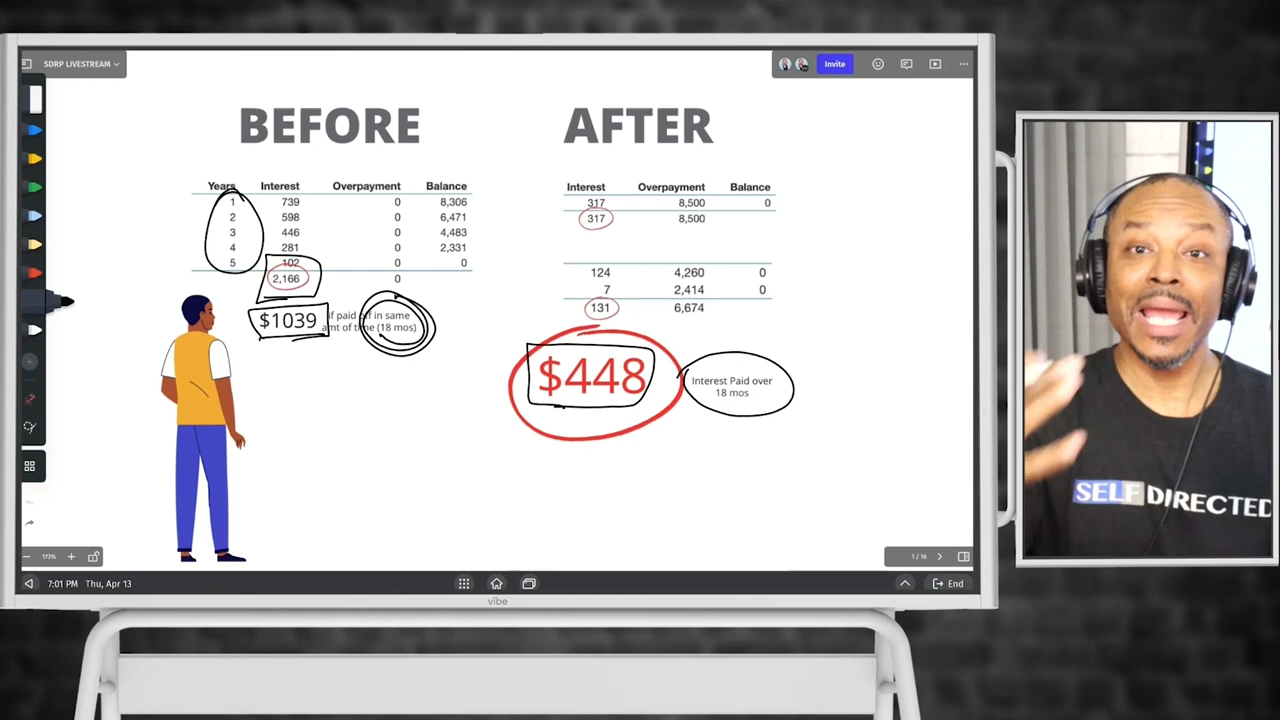 SDRP LIVESTREAM
Invite
BEFORE
AFTER
Years Interest Overpayment Balance
1 739 0 8,306
2 598 0 6,471
3 446 0 4,483
4 281 0 2,331
5 102 0 0
2,166 0
$1039 if paid off in same
amt of time (18 mos)
Interest Overpayment Balance
317 8,500 0
317 8,500
124 4,260 0
7 2,414 0
131 6,674
$448
Interest Paid over
18 mos
173%
1 / 16
7:01 PM Thu, Apr 13
End
vibe
SELF DIRECTED